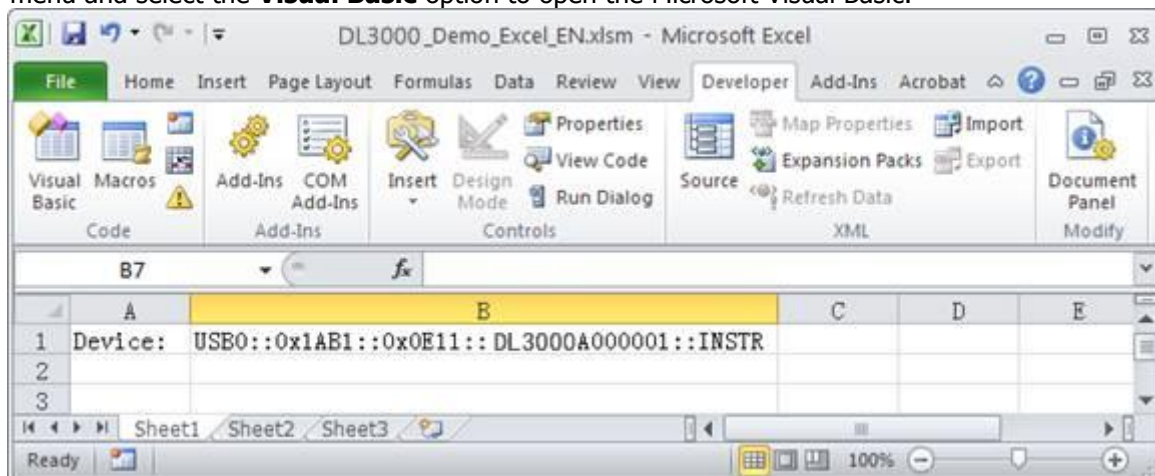 menu and select the Visual Basic option to open the Microsoft Visual Basic.
DL3000_Demo_Excel_EN.xlsm - Microsoft Excel
File Home Insert Page Layout Formulas Data Review View Developer Add-Ins Acrobat
Visual Basic
Macros
Code
Add-Ins
COM Add-Ins
Add-Ins
Insert
Design Mode
Properties
View Code
Run Dialog
Controls
Source
Map Properties
Expansion Packs
Refresh Data
Import
Export
XML
Document Panel
Modify
B7 fx
A B C D E
1 Device: USB0::0x1AB1::0x0E11::DL3000A000001::INSTR
2
3
Sheet1 Sheet2 Sheet3
Ready 100%